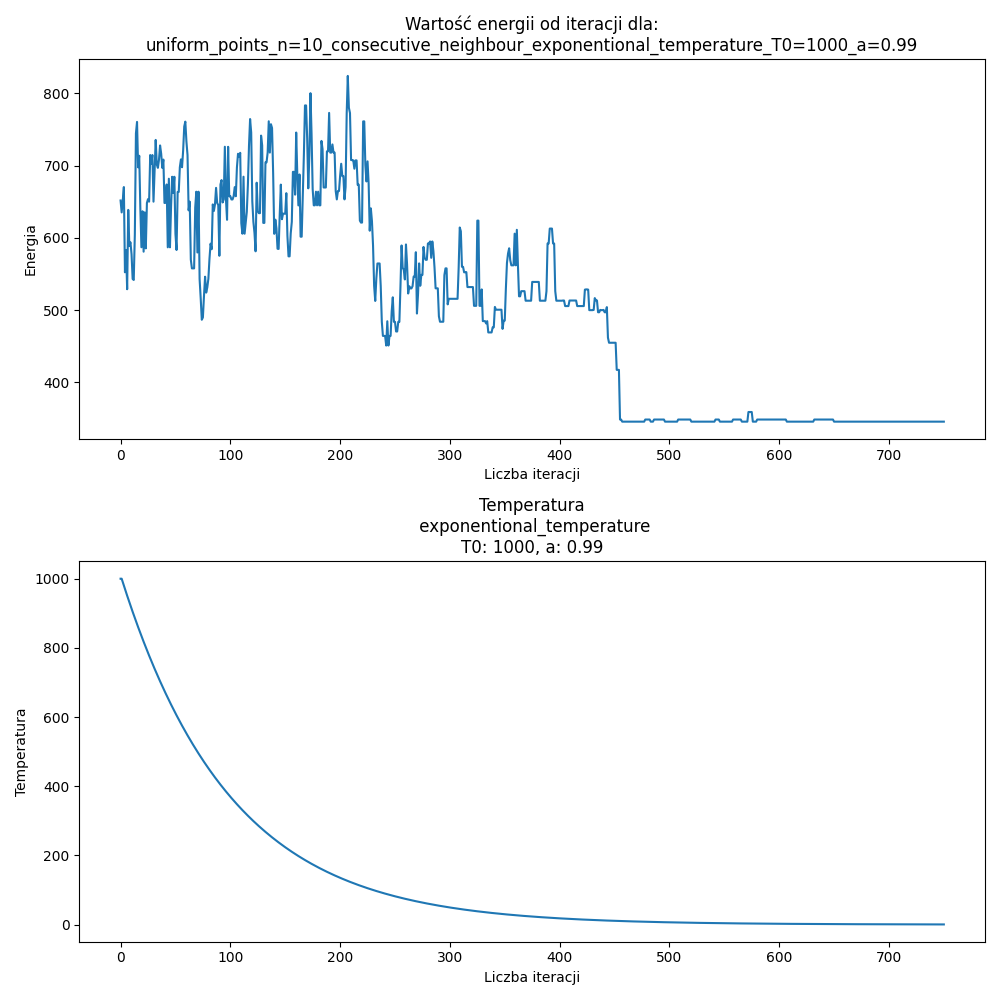 Wartość energii od iteracji dla:
uniform_points_n=10_consecutive_neighbour_exponentional_temperature_T0=1000_a=0.99
800
700
600
500
400
Energia
0 100 200 300 400 500 600 700
Liczba iteracji
Temperatura
exponentional_temperature
T0: 1000, a: 0.99
1000
800
600
400
200
0
Temperatura
0 100 200 300 400 500 600 700
Liczba iteracji